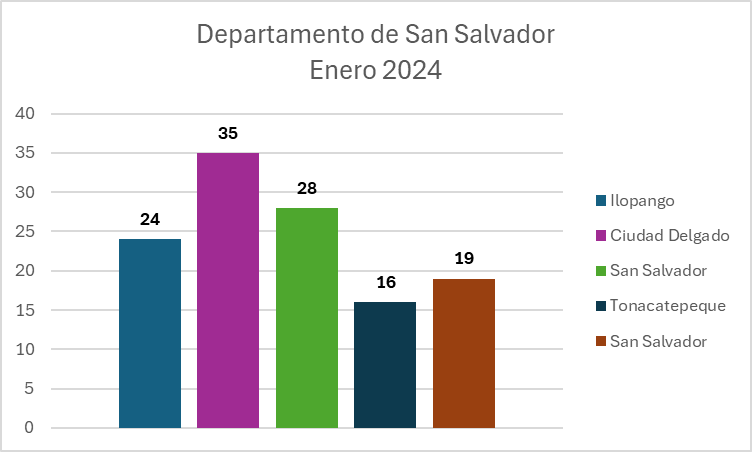 Departamento de San Salvador
Enero 2024
40
35
30
25
20
15
10
5
0
24
35
28
16
19
Ilopango
Ciudad Delgado
San Salvador
Tonacatepeque
San Salvador